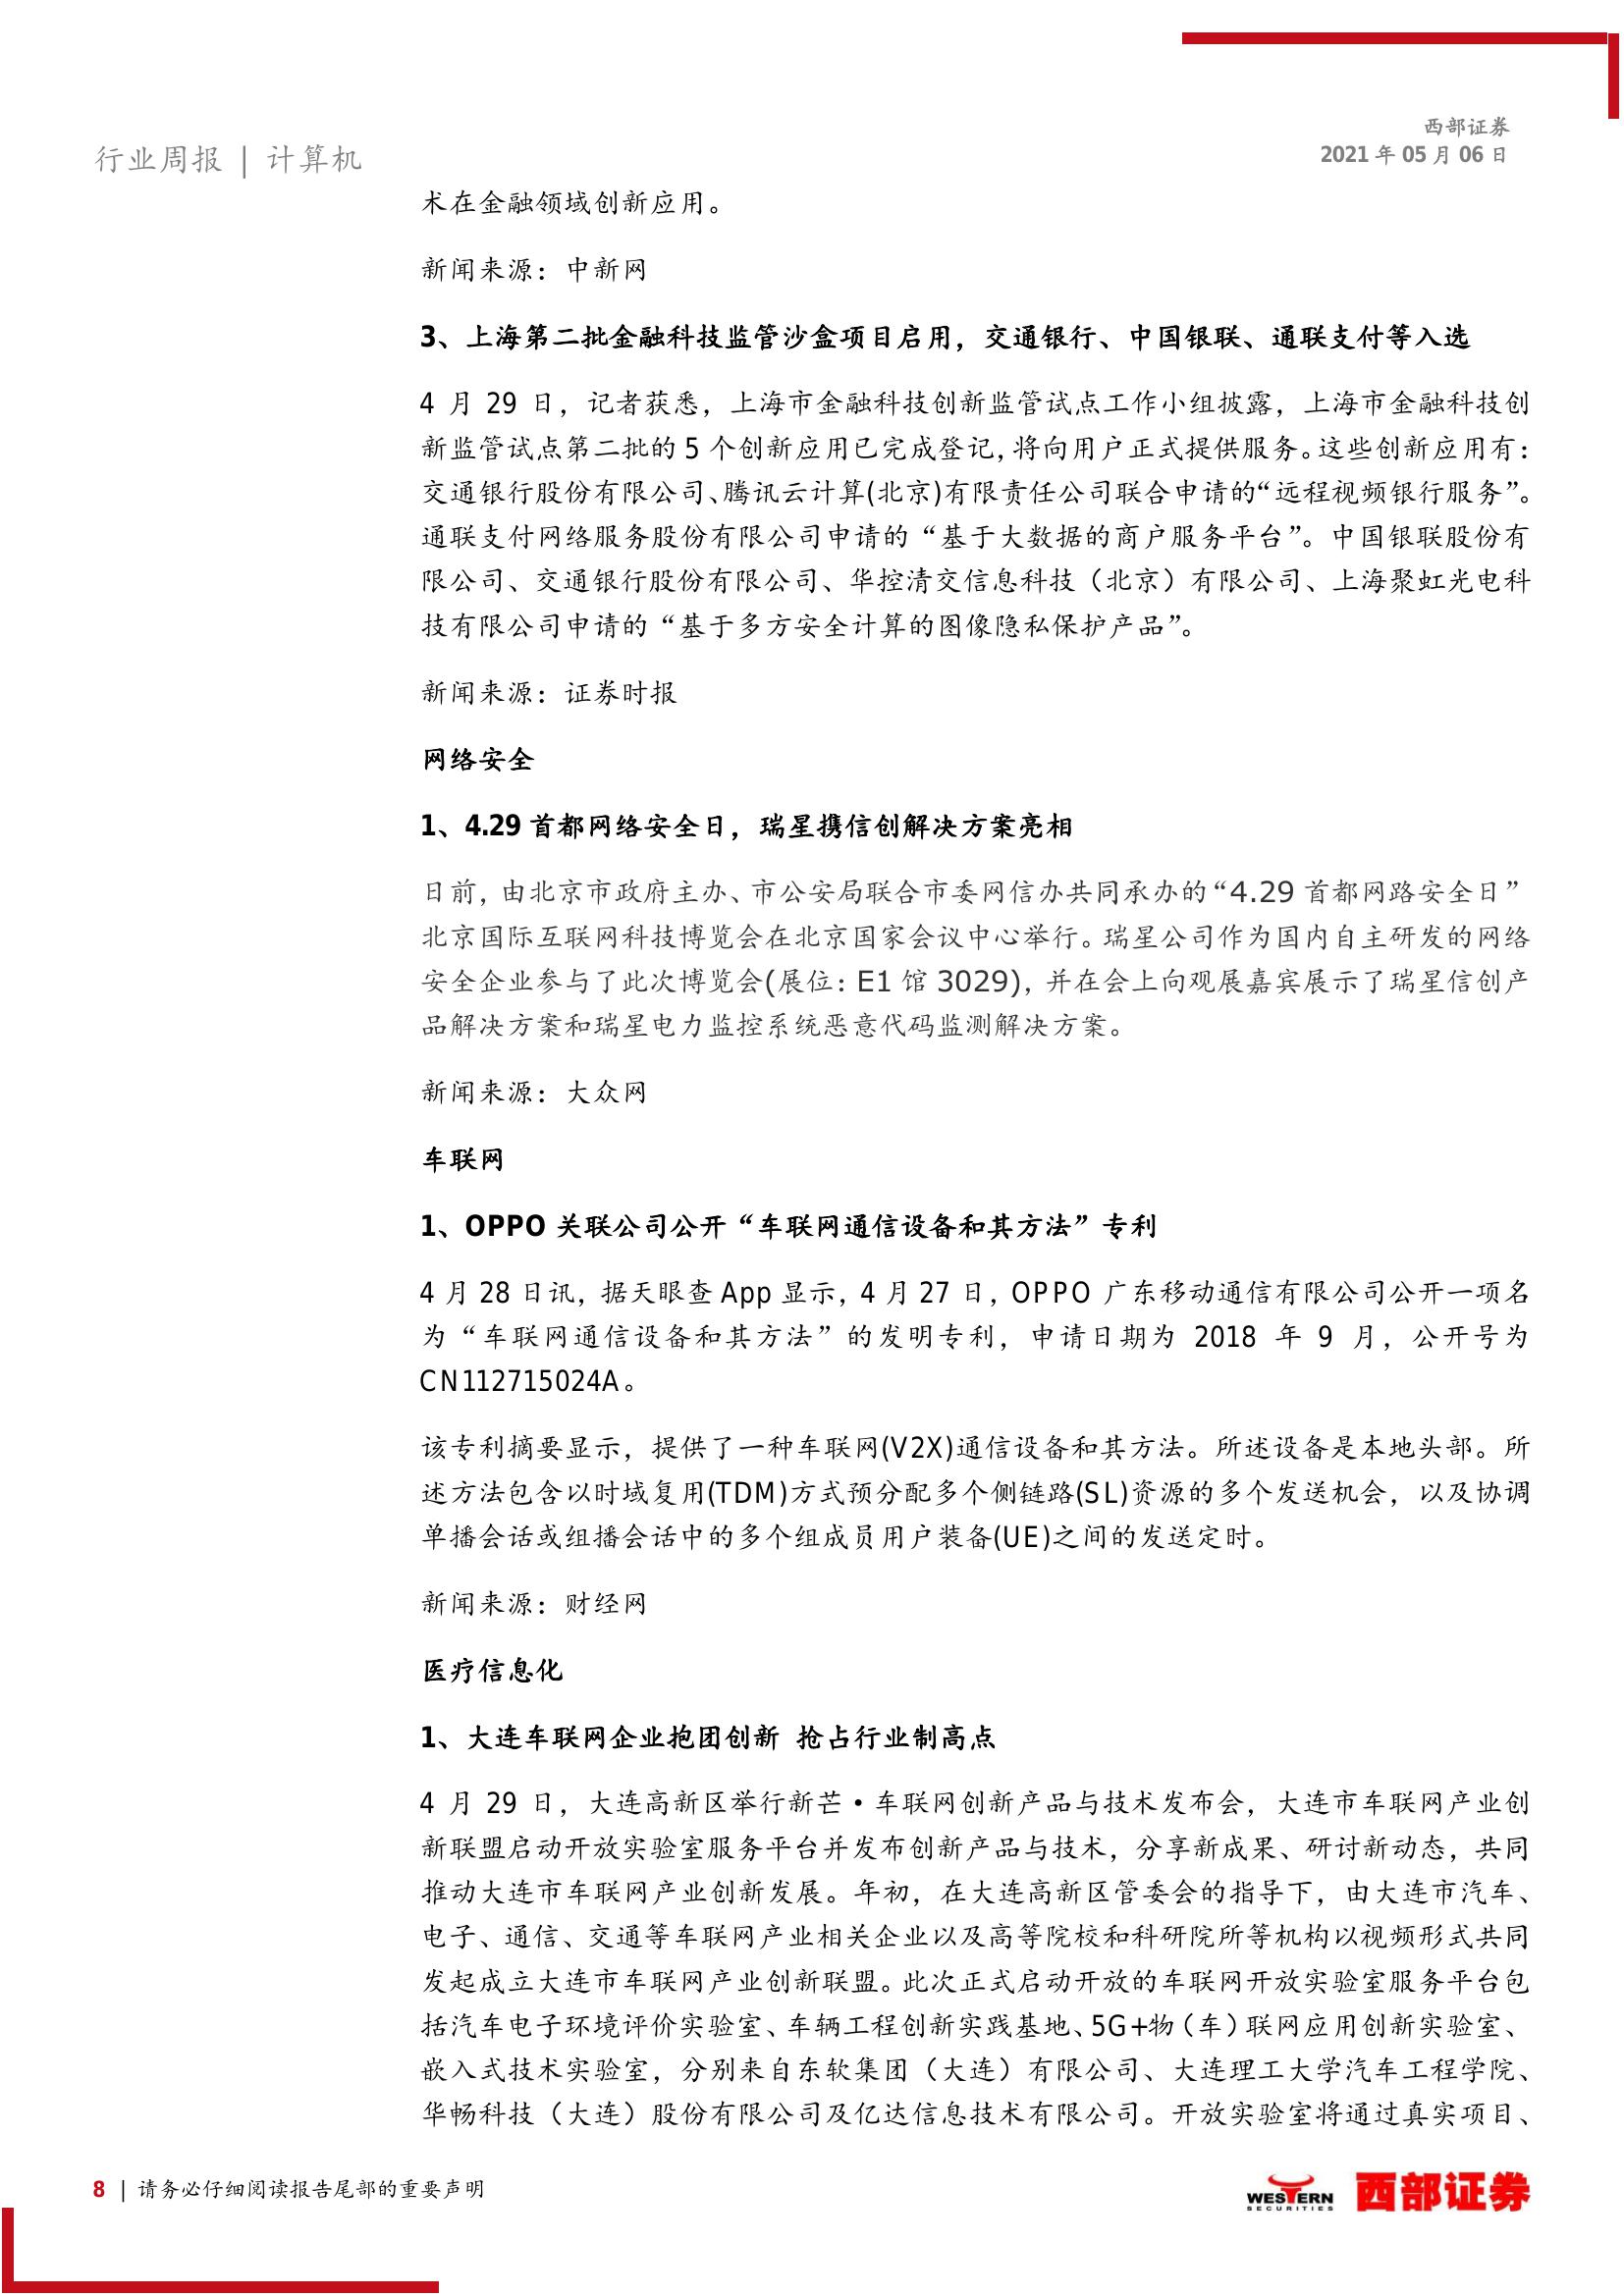 西部证券
行业周报 | 计算机
2021 年 05 月 06 日
术在金融领域创新应用。
新闻来源：中新网
3、上海第二批金融科技监管沙盒项目启用，交通银行、中国银联、通联支付等入选
4 月 29 日，记者获悉，上海市金融科技创新监管试点工作小组披露，上海市金融科技创
新监管试点第二批的 5 个创新应用已完成登记，将向用户正式提供服务。这些创新应用有：
交通银行股份有限公司、腾讯云计算(北京)有限责任公司联合申请的“远程视频银行服务”。
通联支付网络服务股份有限公司申请的“基于大数据的商户服务平台”。中国银联股份有
限公司、交通银行股份有限公司、华控清交信息科技（北京）有限公司、上海聚虹光电科
技有限公司申请的“基于多方安全计算的图像隐私保护产品”。
新闻来源：证券时报
网络安全
1、4.29 首都网络安全日，瑞星携信创解决方案亮相
日前，由北京市政府主办、市公安局联合市委网信办共同承办的“4.29 首都网路安全日”
北京国际互联网科技博览会在北京国家会议中心举行。瑞星公司作为国内自主研发的网络
安全企业参与了此次博览会(展位：E1 馆 3029)，并在会上向观展嘉宾展示了瑞星信创产
品解决方案和瑞星电力监控系统恶意代码监测解决方案。
新闻来源：大众网
车联网
1、OPPO 关联公司公开“车联网通信设备和其方法”专利
4 月 28 日讯，据天眼查 App 显示，4 月 27 日，OPPO 广东移动通信有限公司公开一项名
为“车联网通信设备和其方法”的发明专利，申请日期为 2018 年 9 月，公开号为
CN112715024A。
该专利摘要显示，提供了一种车联网(V2X)通信设备和其方法。所述设备是本地头部。所
述方法包含以时域复用(TDM)方式预分配多个侧链路(SL)资源的多个发送机会，以及协调
单播会话或组播会话中的多个组成员用户装备(UE)之间的发送定时。
新闻来源：财经网
医疗信息化
1、大连车联网企业抱团创新 抢占行业制高点
4 月 29 日，大连高新区举行新芒·车联网创新产品与技术发布会，大连市车联网产业创
新联盟启动开放实验室服务平台并发布创新产品与技术，分享新成果、研讨新动态，共同
推动大连市车联网产业创新发展。年初，在大连高新区管委会的指导下，由大连市汽车、
电子、通信、交通等车联网产业相关企业以及高等院校和科研院所等机构以视频形式共同
发起成立大连市车联网产业创新联盟。此次正式启动开放的车联网开放实验室服务平台包
括汽车电子环境评价实验室、车辆工程创新实践基地、5G+物（车）联网应用创新实验室、
嵌入式技术实验室，分别来自东软集团（大连）有限公司、大连理工大学汽车工程学院、
华畅科技（大连）股份有限公司及亿达信息技术有限公司。开放实验室将通过真实项目、
8 | 请务必仔细阅读报告尾部的重要声明
WESTERN
SECURITIES
西部证券